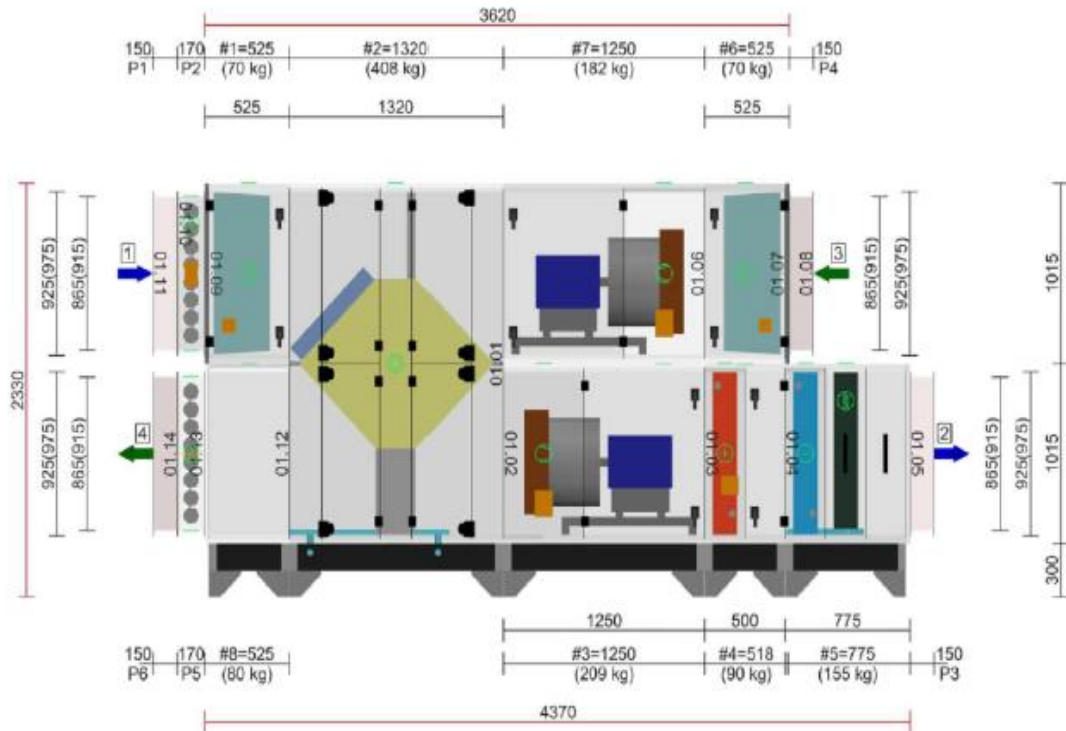 3620
150 170 #1=525 #2=1320 #7=1250 #6=525 150
P1 P2 (70 kg) (408 kg) (182 kg) (70 kg) P4
525 1320 525
925(975) 865(915) 1 01.11 01.10 01.09 01.06 01.07 01.08 3 865(915) 925(975) 1015
2330
01.01
925(975) 865(915) 4 01.14 01.13 01.12 01.02 01.03 01.04 01.05 2 865(915) 925(975) 1015
300
1250 500 775
150 170 #8=525 #3=1250 #4=518 #5=775 150
P6 P5 (80 kg) (209 kg) (90 kg) (155 kg) P3
4370